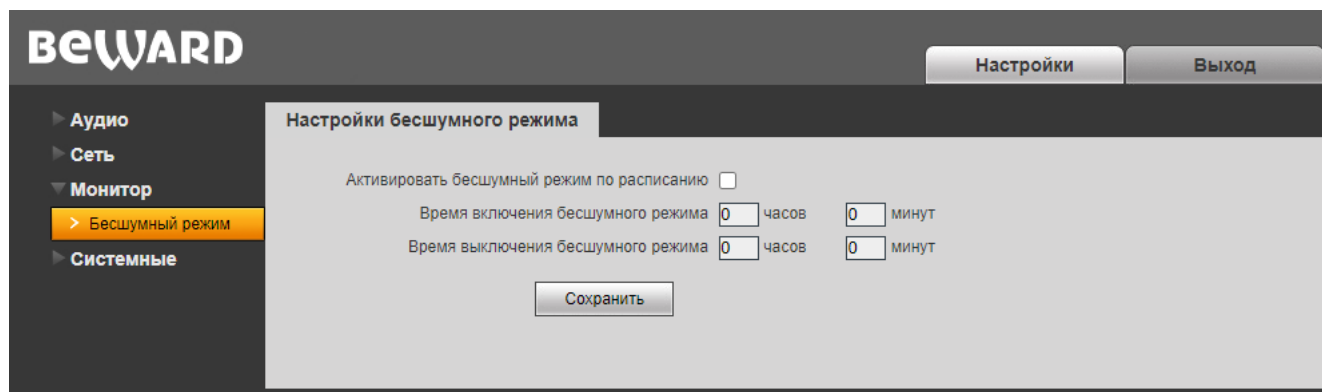 BEWARD
Настройки Выход
Аудио
Сеть
Монитор
> Бесшумный режим
Системные
Настройки бесшумного режима
Активировать бесшумный режим по расписанию
Время включения бесшумного режима 0 часов 0 минут
Время выключения бесшумного режима 0 часов 0 минут
Сохранить